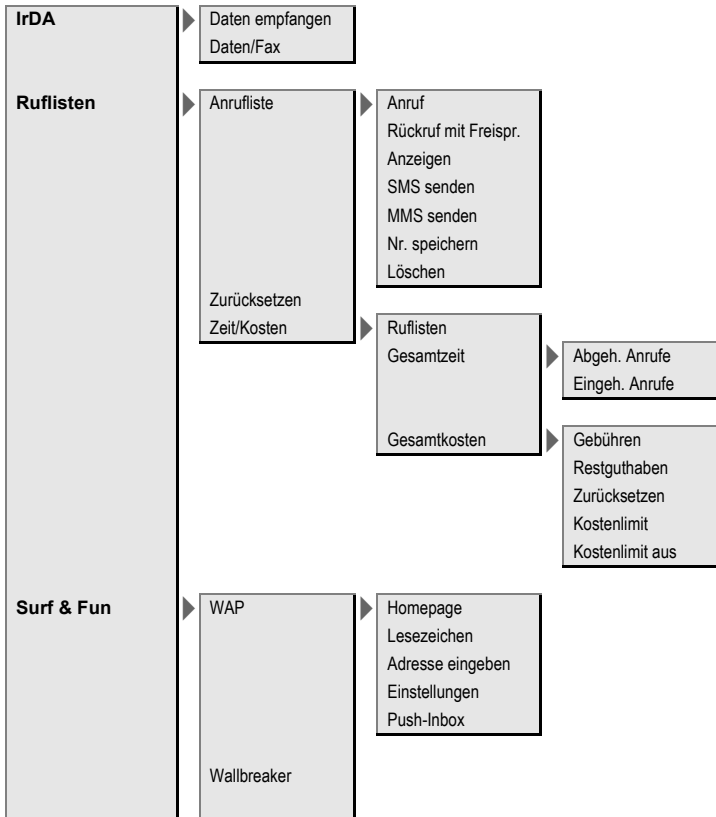 IrDA
Daten empfangen
Daten/Fax
Ruflisten
Anrufliste
Anruf
Rückruf mit Freispr.
Anzeigen
SMS senden
MMS senden
Nr. speichern
Löschen
Zurücksetzen
Zeit/Kosten
Ruflisten
Gesamtzeit
Abgeh. Anrufe
Eingeh. Anrufe
Gesamtkosten
Gebühren
Restguthaben
Zurücksetzen
Kostenlimit
Kostenlimit aus
Surf & Fun
WAP
Homepage
Lesezeichen
Adresse eingeben
Einstellungen
Push-Inbox
Wallbreaker